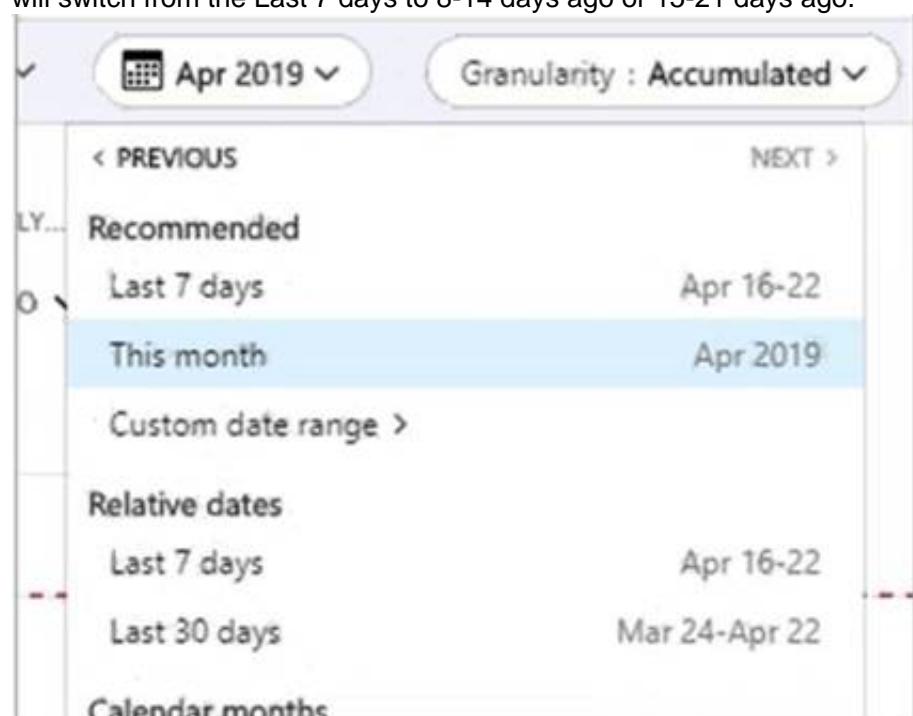 will switch from the Last 7 days to 8-14 days ago or 15-21 days ago.
Apr 2019
Granularity : Accumulated
< PREVIOUS NEXT >
LY...
Recommended
Last 7 days Apr 16-22
O
This month Apr 2019
Custom date range >
Relative dates
Last 7 days Apr 16-22
Last 30 days Mar 24-Apr 22
Calendar months